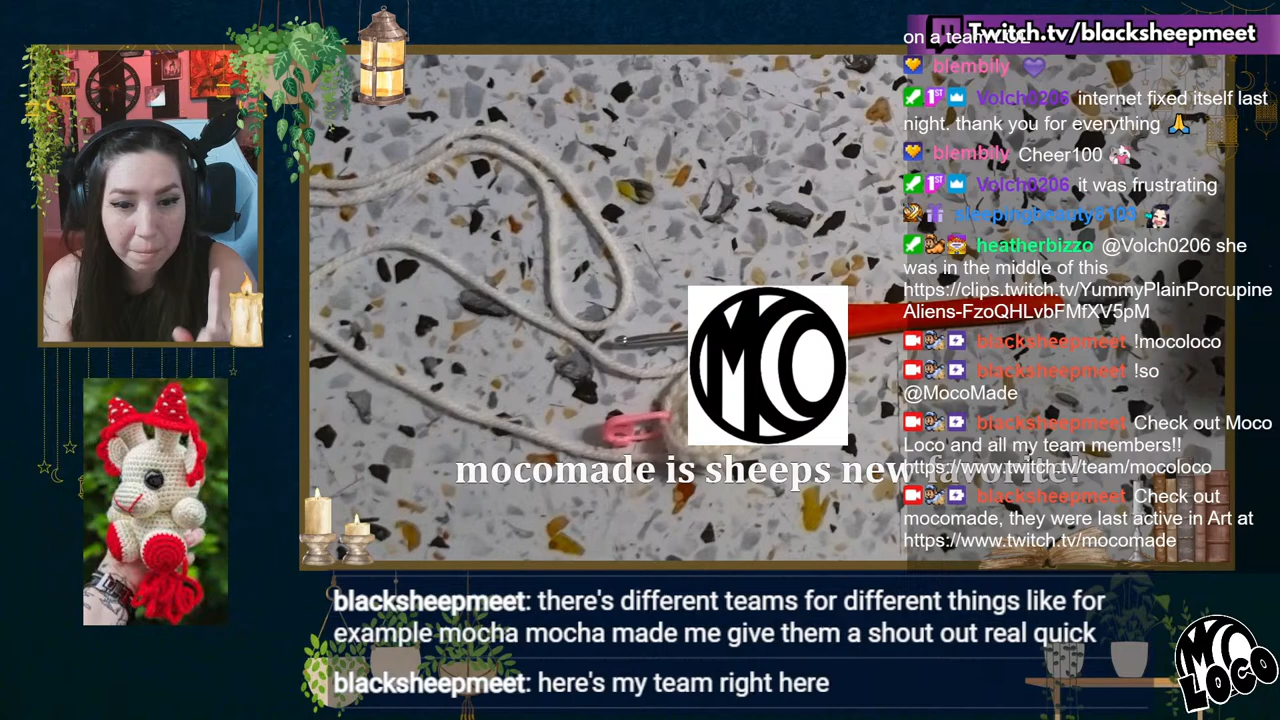 Twitch.tv/blacksheepmeet
on a team LOL
blembily
Volch0206 internet fixed itself last
night. thank you for everything 🙏
blembily Cheer100
Volch0206 it was frustrating
sleepingbeauty8103
heatherbizzo @Volch0206 she
was in the middle of this
https://clips.twitch.tv/YummyPlainPorcupine
Aliens-FzoQHLvbFMfXV5pM
blacksheepmeet !mocoloco
blacksheepmeet !so
@MocoMade
blacksheepmeet Check out Moco
Loco and all my team members!!
https://www.twitch.tv/team/mocoloco
blacksheepmeet Check out
mocomade, they were last active in Art at
https://www.twitch.tv/mocomade
MCO
mocomade is sheeps new favorite!
blacksheepmeet: there's different teams for different things like for
example mocha mocha made me give them a shout out real quick
blacksheepmeet: here's my team right here
MCO
LOCO